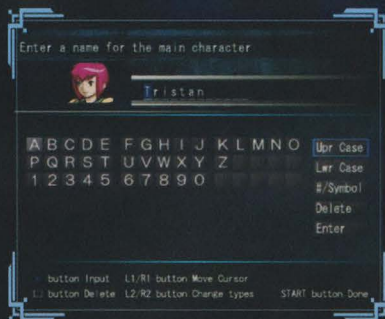 Enter a name for the main character
Tristan
A B C D E F G H I J K L M N O Upr Case
P Q R S T U V W X Y Z Lwr Case
1 2 3 4 5 6 7 8 9 0 #/Symbol
Delete
Enter
button Input L1/R1 button Move Cursor
□ button Delete L2/R2 button Change types START button Done